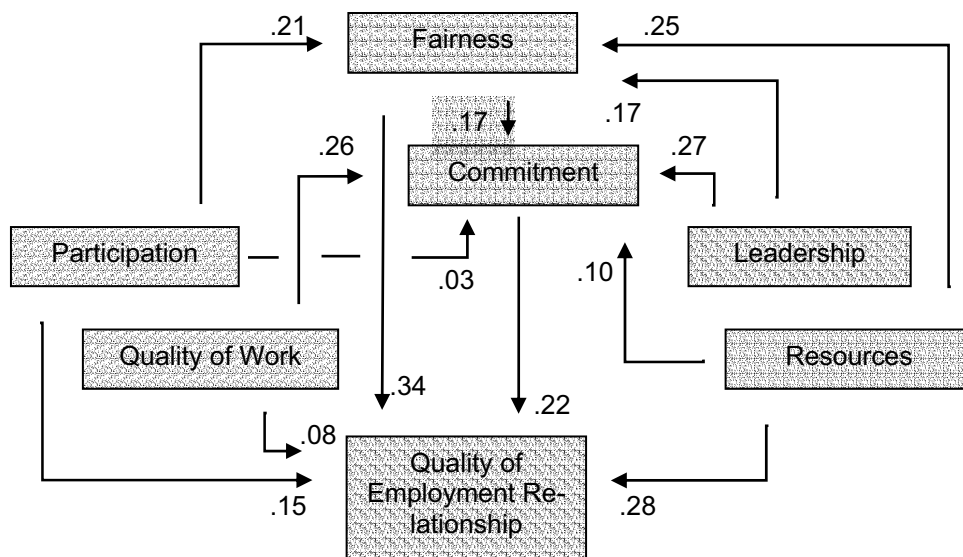 .21
Fairness
.25
.17
.17
.26
Commitment
.27
Participation
Leadership
.03
.10
Quality of Work
Resources
.34
.22
.08
Quality of
Employment Re-
lationship
.15
.28